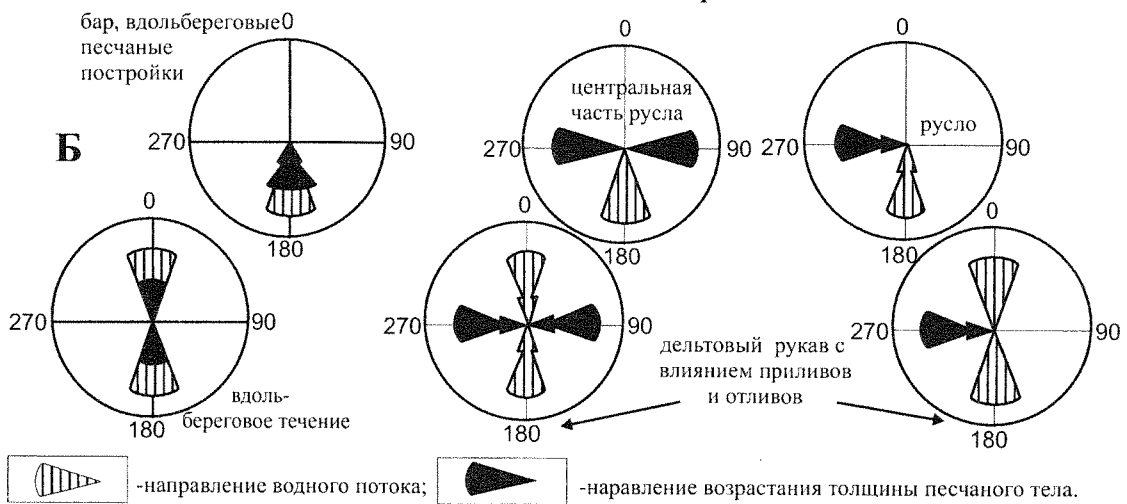 бар, вдольбереговые
песчаные
постройки
0
270
90
180
Б
0
центральная
часть русла
270
90
180
0
русло
270
90
180
0
270
90
180
вдоль-
береговое течение
0
270
90
180
дельтовый рукав с
влиянием приливов
и отливов
0
270
90
180
-направление водного потока;
-наравление возрастания толщины песчаного тела.